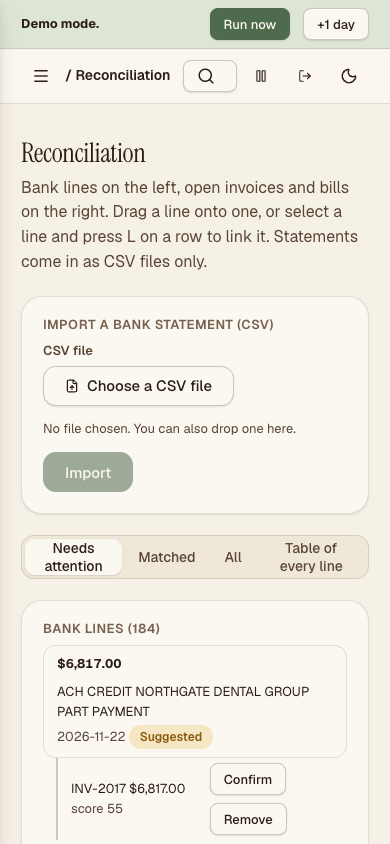 Demo mode.
Run now
+1 day
/ Reconciliation
Reconciliation
Bank lines on the left, open invoices and bills
on the right. Drag a line onto one, or select a
line and press L on a row to link it. Statements
come in as CSV files only.
IMPORT A BANK STATEMENT (CSV)
CSV file
Choose a CSV file
No file chosen. You can also drop one here.
Import
Needs
attention
Matched
All
Table of
every line
BANK LINES (184)
$6,817.00
ACH CREDIT NORTHGATE DENTAL GROUP
PART PAYMENT
2026-11-22 Suggested
INV-2017 $6,817.00
score 55
Confirm
Remove